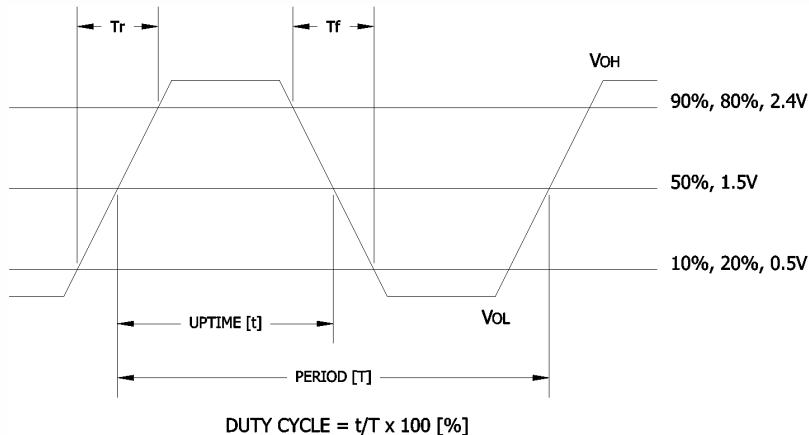 Tr
Tf
VOH
90%, 80%, 2.4V
50%, 1.5V
10%, 20%, 0.5V
VOL
UPTIME [t]
PERIOD [T]
DUTY CYCLE = t/T x 100 [%]